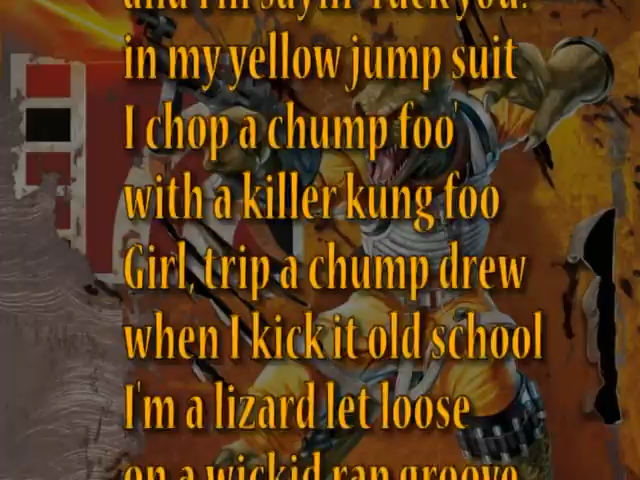 and I'm sayin' fuck you!
in my yellow jump suit
I chop a chump foo'
with a killer kung foo
Girl, trip a chump drew
when I kick it old school
I'm a lizard let loose
on a wickid rap groove